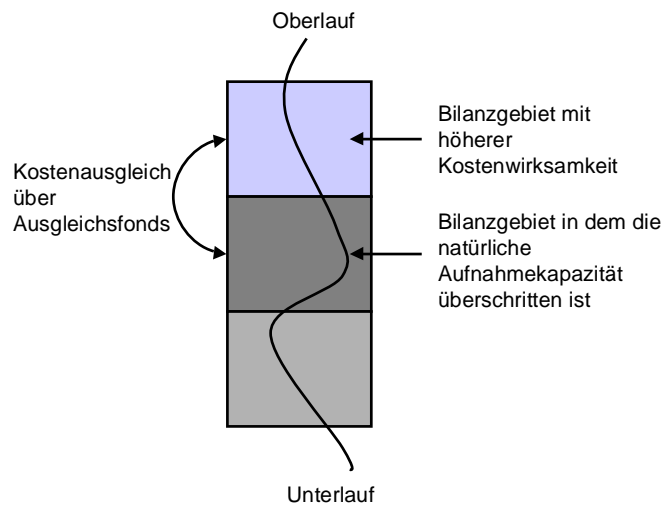 Oberlauf
Bilanzgebiet mit
höherer
Kostenwirksamkeit
Kostenausgleich
über
Ausgleichsfonds
Bilanzgebiet in dem die
natürliche
Aufnahmekapazität
überschritten ist
Unterlauf